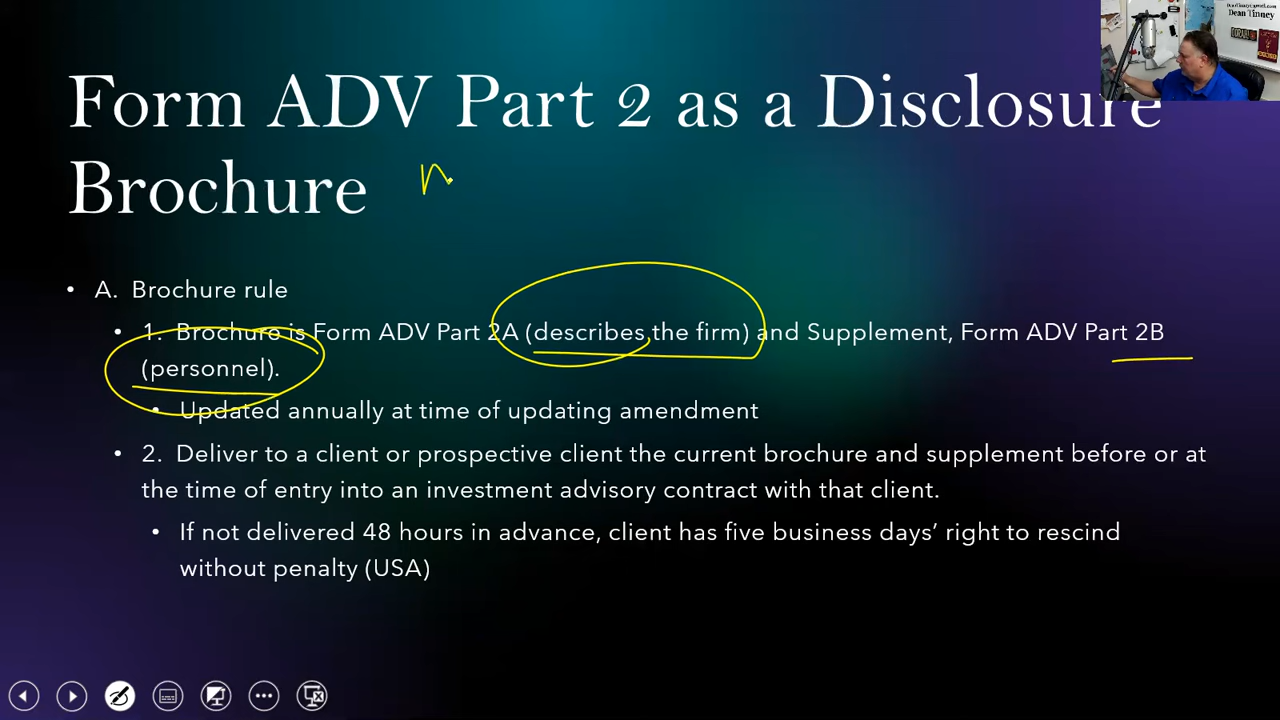 Dean Tinney
Form ADV Part 2 as a Disclosure
Brochure
• A. Brochure rule
• 1. Brochure is Form ADV Part 2A (describes the firm) and Supplement, Form ADV Part 2B
(personnel).
• Updated annually at time of updating amendment
• 2. Deliver to a client or prospective client the current brochure and supplement before or at
the time of entry into an investment advisory contract with that client.
• If not delivered 48 hours in advance, client has five business days’ right to rescind
without penalty (USA)